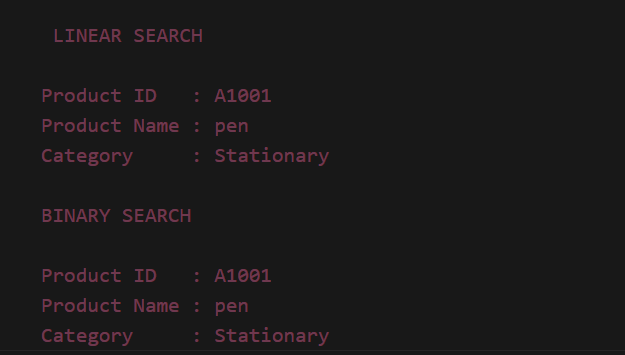 LINEAR SEARCH
Product ID   : A1001
Product Name : pen
Category     : Stationary
BINARY SEARCH
Product ID   : A1001
Product Name : pen
Category     : Stationary